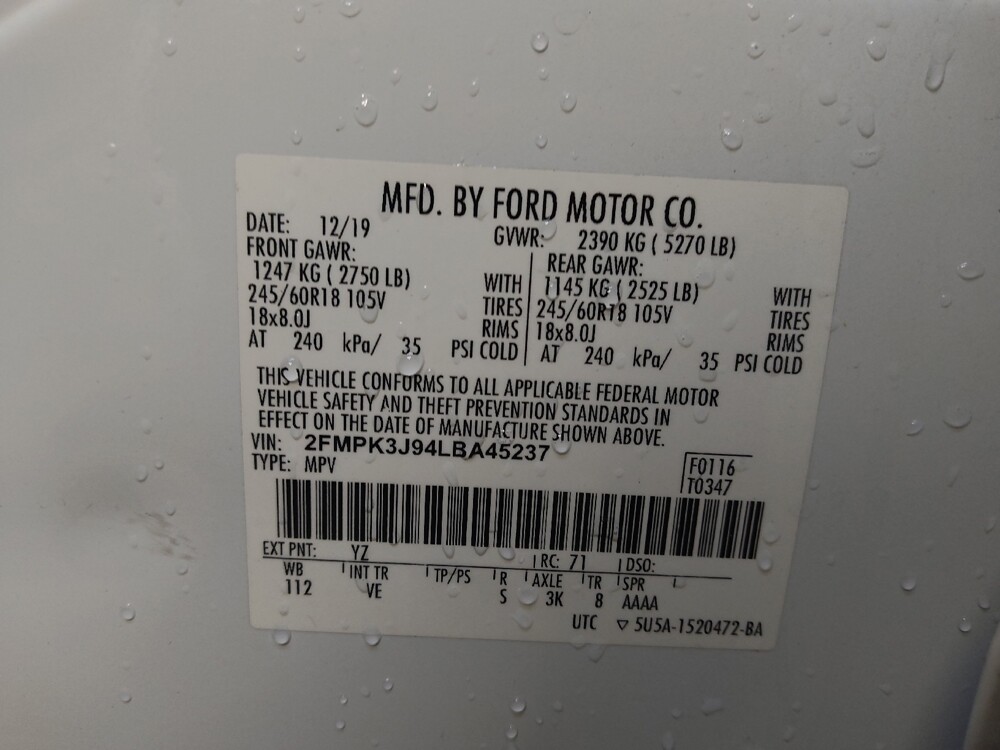 MFD. BY FORD MOTOR CO.
DATE: 12/19 GVWR: 2390 KG ( 5270 LB)
FRONT GAWR: REAR GAWR:
1247 KG ( 2750 LB) WITH 1145 KG ( 2525 LB) WITH
245/60R18 105V TIRES 245/60R18 105V TIRES
18x8.0J RIMS 18x8.0J RIMS
AT 240 kPa/ 35 PSI COLD AT 240 kPa/ 35 PSI COLD
THIS VEHICLE CONFORMS TO ALL APPLICABLE FEDERAL MOTOR
VEHICLE SAFETY AND THEFT PREVENTION STANDARDS IN
EFFECT ON THE DATE OF MANUFACTURE SHOWN ABOVE.
VIN: 2FMPK3J94LBA45237
TYPE: MPV F0116
T0347
EXT PNT: YZ RC: 71 DSO:
WB INT TR TP/PS R AXLE TR SPR
112 VE S 3K 8 AAAA
UTC ▽ 5U5A-1520472-BA